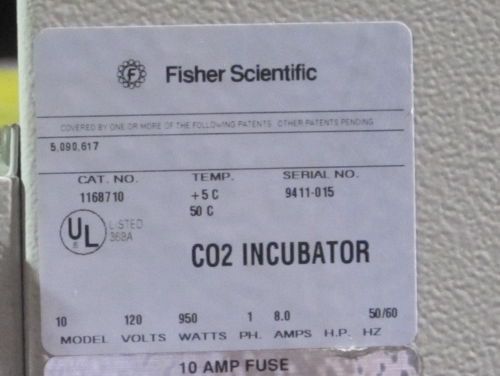 F Fisher Scientific
COVERED BY ONE OR MORE OF THE FOLLOWING PATENTS. OTHER PATENTS PENDING
5,090,617
CAT. NO. TEMP. SERIAL NO.
1168710 +5 C 9411-015
50 C
UL LISTED
368A
CO2 INCUBATOR
10 120 950 1 8.0 50/60
MODEL VOLTS WATTS PH. AMPS H.P. HZ
10 AMP FUSE